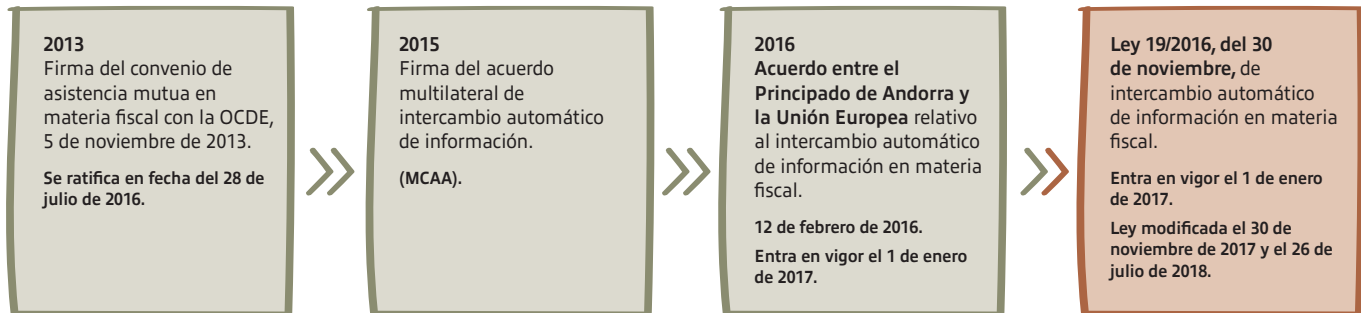 2013
Firma del convenio de
asistencia mutua en
materia fiscal con la OCDE,
5 de noviembre de 2013.
Se ratifica en fecha del 28 de
julio de 2016.
2015
Firma del acuerdo
multilateral de
intercambio automático
de información.
(MCAA).
2016
Acuerdo entre el
Principado de Andorra y
la Unión Europea relativo
al intercambio automático
de información en materia
fiscal.
12 de febrero de 2016.
Entra en vigor el 1 de enero
de 2017.
Ley 19/2016, del 30
de noviembre, de
intercambio automático
de información en materia
fiscal.
Entra en vigor el 1 de enero
de 2017.
Ley modificada el 30 de
noviembre de 2017 y el 26 de
julio de 2018.